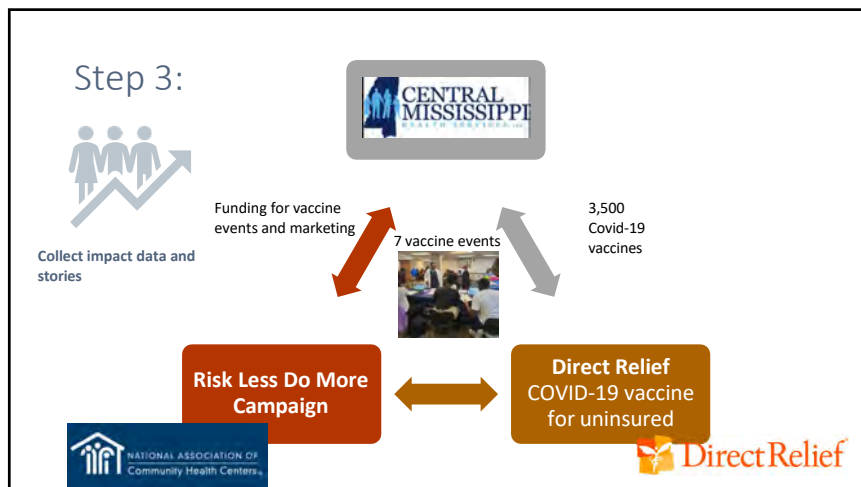 Step 3:
CENTRAL
MISSISSIPPI
HEALTH SERVICES
Funding for vaccine
events and marketing
3,500
Covid-19
vaccines
7 vaccine events
Collect impact data and
stories
Risk Less Do More
Campaign
Direct Relief
COVID-19 vaccine
for uninsured
NATIONAL ASSOCIATION OF
Community Health Centers
DirectRelief